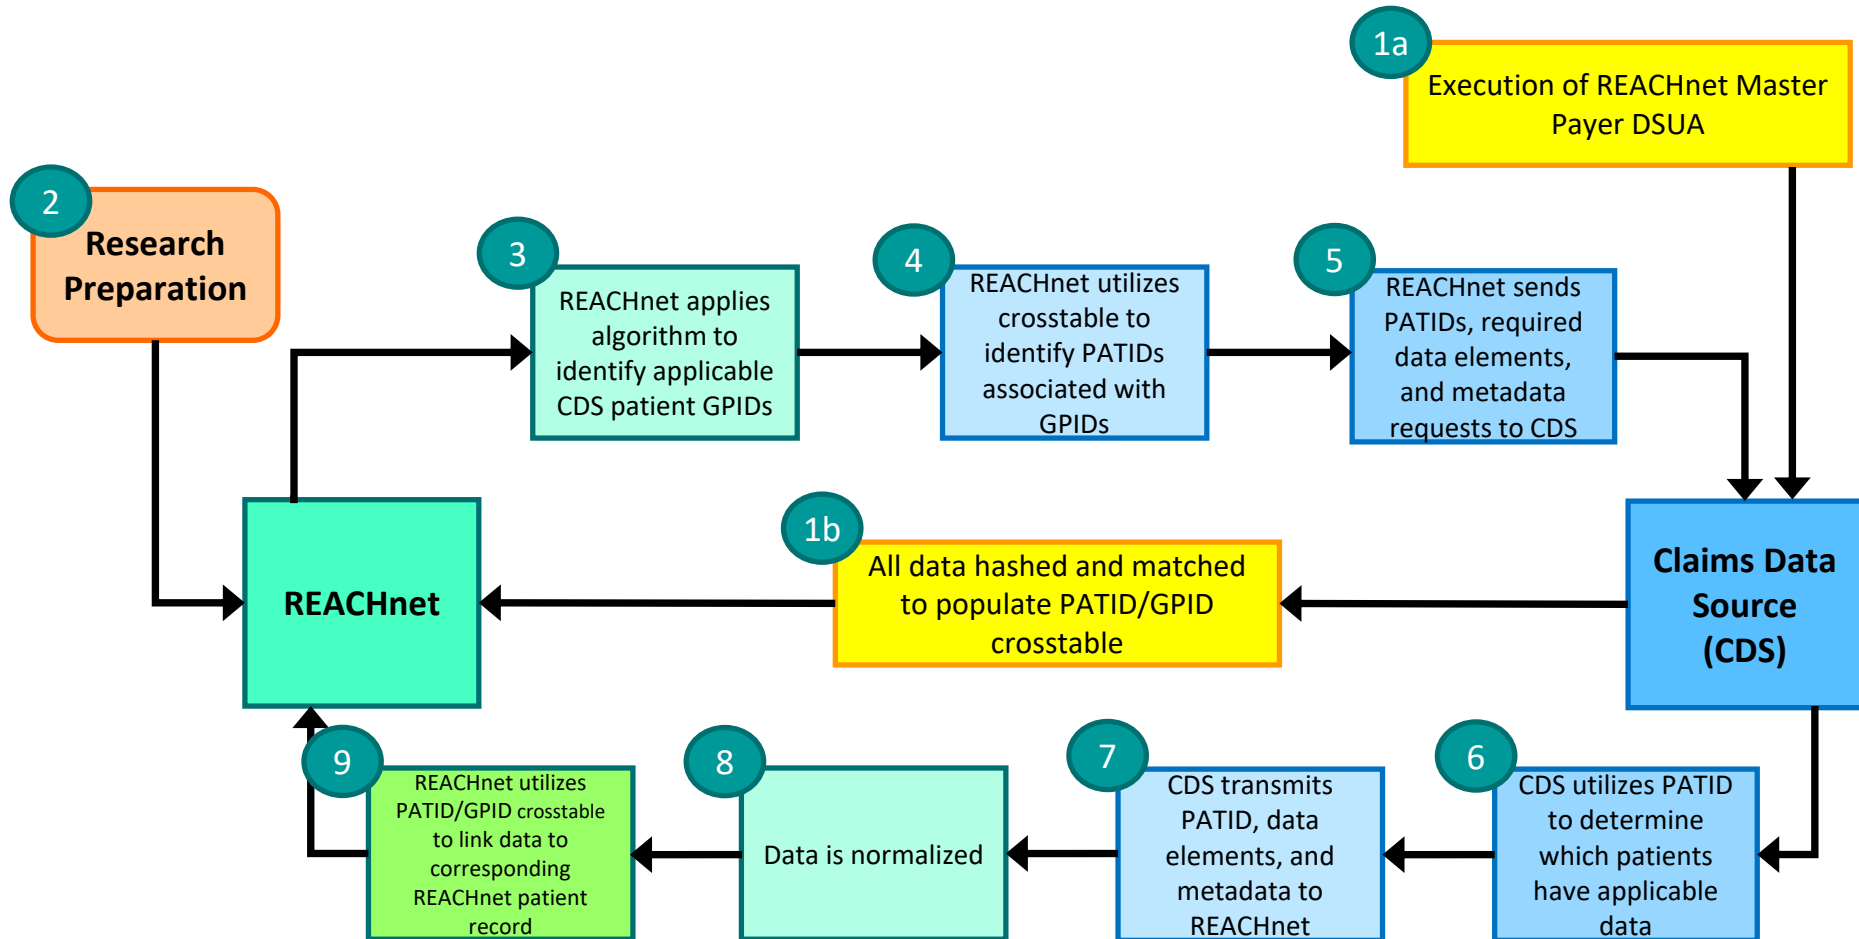 1a
Execution of REACHnet Master
Payer DSUA
2
Research
Preparation
3
REACHnet applies
algorithm to
identify applicable
CDS patient GPIDs
4
REACHnet utilizes
crosstable to
identify PATIDs
associated with
GPIDs
5
REACHnet sends
PATIDs, required
data elements,
and metadata
requests to CDS
REACHnet
1b
All data hashed and matched
to populate PATID/GPID
crosstable
Claims Data
Source
(CDS)
9
REACHnet utilizes
PATID/GPID crosstable
to link data to
corresponding
REACHnet patient
record
8
Data is normalized
7
CDS transmits
PATID, data
elements, and
metadata to
REACHnet
6
CDS utilizes PATID
to determine
which patients
have applicable
data